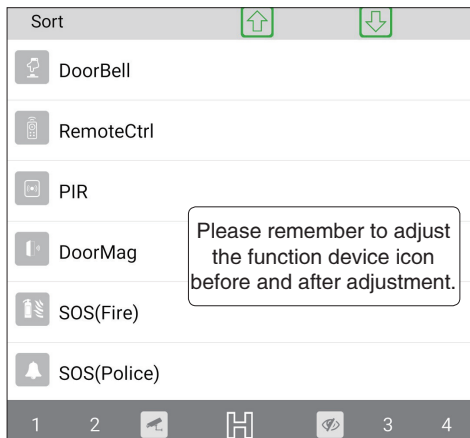 Sort
DoorBell
RemoteCtrl
PIR
DoorMag
Please remember to adjust
the function device icon
before and after adjustment.
SOS(Fire)
SOS(Police)
1 2 H 3 4